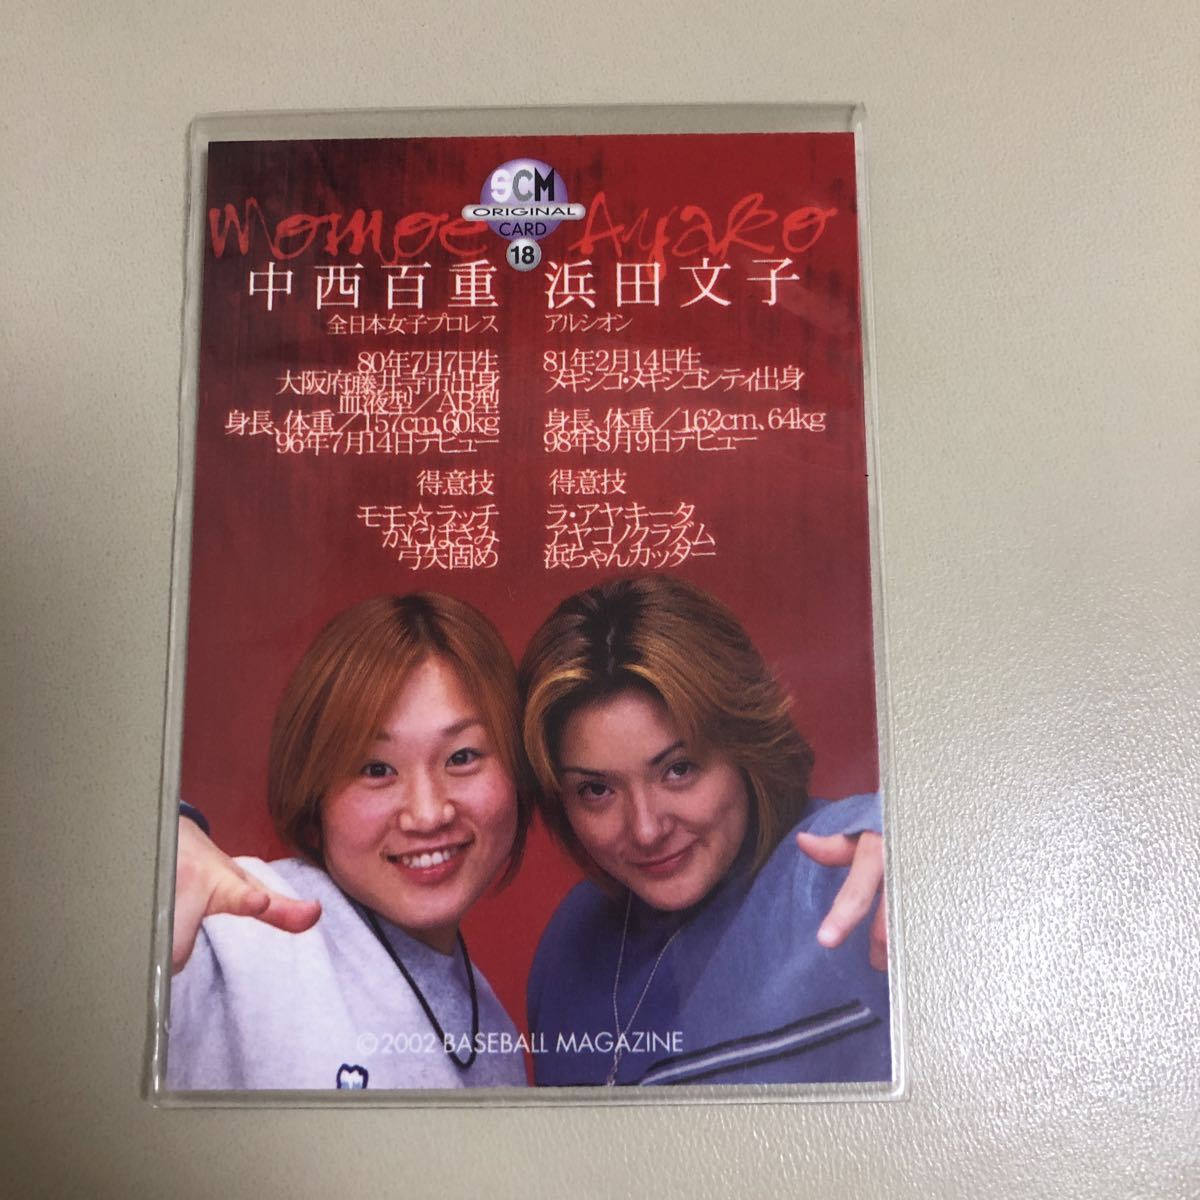 SCM
ORIGINAL
CARD
18
Momoe Ayako
中西百重
全日本女子プロレス
80年7月7日生
大阪府藤井寺市出身
血液型／AB型
身長、体重／157cm、60kg
96年7月14日デビュー
得意技
モモ☆ラッチ
かにばさみ
弓矢固め
浜田文子
アルシオン
81年2月14日生
メキシコ・メキシコシティ出身
身長、体重／162cm、64kg
98年8月9日デビュー
得意技
ラ・アヤキータ
アヤコノクラズム
浜ちゃんカッター
©2002 BASEBALL MAGAZINE